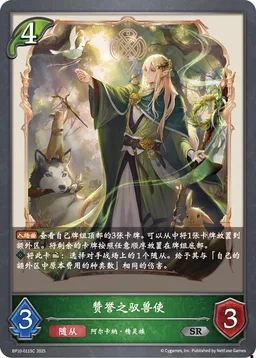 4
入场曲 查看自己牌组顶部的3张卡牌。可以从中将1张卡牌放置到
额外区。将剩余的卡牌按照任意顺序放置在牌组底部。
将此卡 选择对手战场上的1个随从。给予其与「自己的
额外区中原本费用的种类数」相同的伤害。
赞誉之驭兽使
3
随从
阿尔卡纳·精灵族
SR
3
EP10-011SC 2025
© Cygames, Inc. Published by NetEase Games